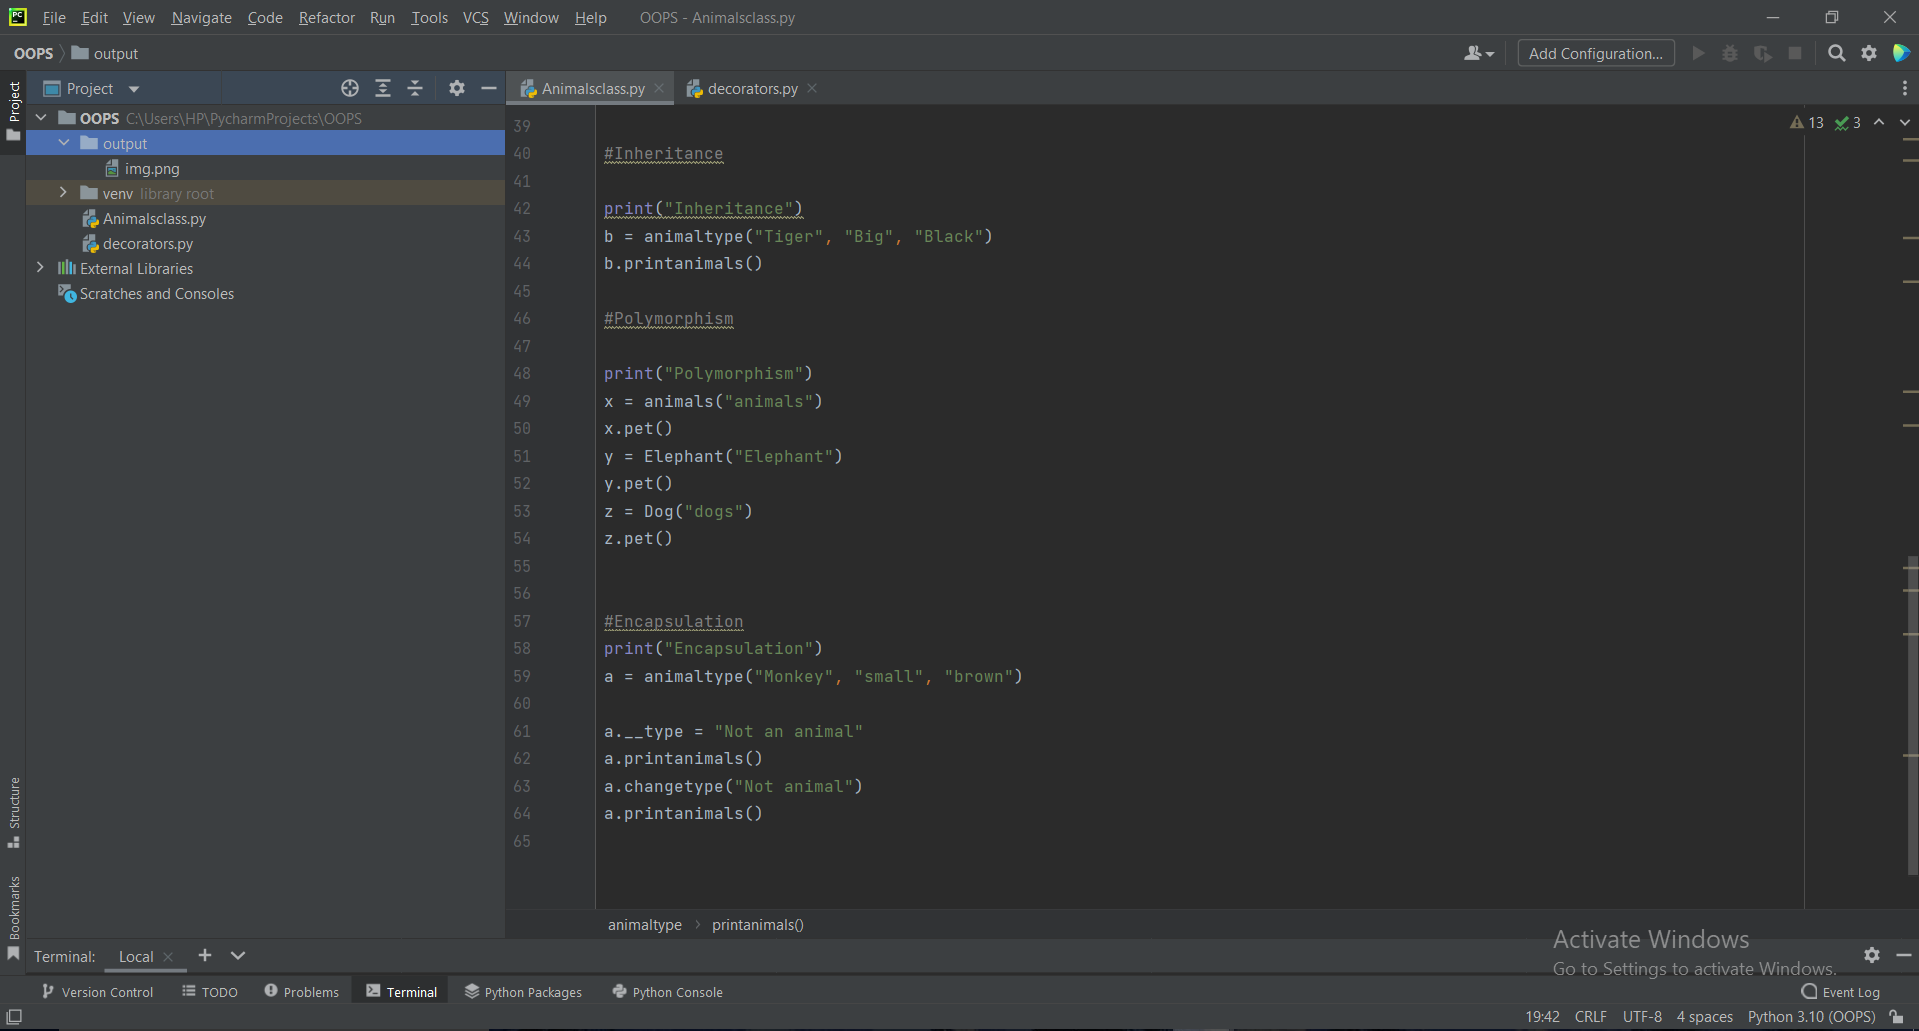 PC File Edit View Navigate Code Refactor Run Tools VCS Window Help OOPS - Animalsclass.py
OOPS output Add Configuration...
Project
Project
Animalsclass.py decorators.py
OOPS C:\Users\HP\PycharmProjects\OOPS
output
img.png
venv library root
Animalsclass.py
decorators.py
External Libraries
Scratches and Consoles
13 3
39
40 #Inheritance
41
42 print("Inheritance")
43 b = animaltype("Tiger", "Big", "Black")
44 b.printanimals()
45
46 #Polymorphism
47
48 print("Polymorphism")
49 x = animals("animals")
50 x.pet()
51 y = Elephant("Elephant")
52 y.pet()
53 z = Dog("dogs")
54 z.pet()
55
56
57 #Encapsulation
58 print("Encapsulation")
59 a = animaltype("Monkey", "small", "brown")
60
61 a.__type = "Not an animal"
62 a.printanimals()
63 a.changetype("Not animal")
64 a.printanimals()
65
Structure
Bookmarks
animaltype printanimals()
Activate Windows
Go to Settings to activate Windows.
Terminal: Local
Version Control TODO Problems Terminal Python Packages Python Console Event Log
19:42 CRLF UTF-8 4 spaces Python 3.10 (OOPS)